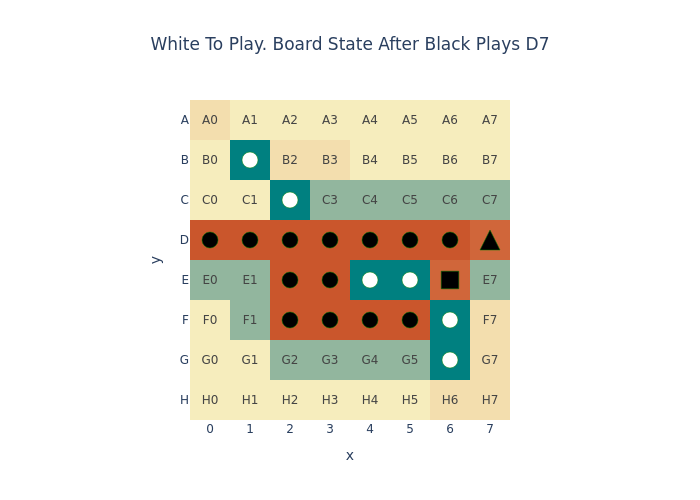 White To Play. Board State After Black Plays D7
A A0 A1 A2 A3 A4 A5 A6 A7
B B0 B2 B3 B4 B5 B6 B7
C C0 C1 C3 C4 C5 C6 C7
D
E E0 E1 E7
F F0 F1 F7
G G0 G1 G2 G3 G4 G5 G7
H H0 H1 H2 H3 H4 H5 H6 H7
0 1 2 3 4 5 6 7
x
y